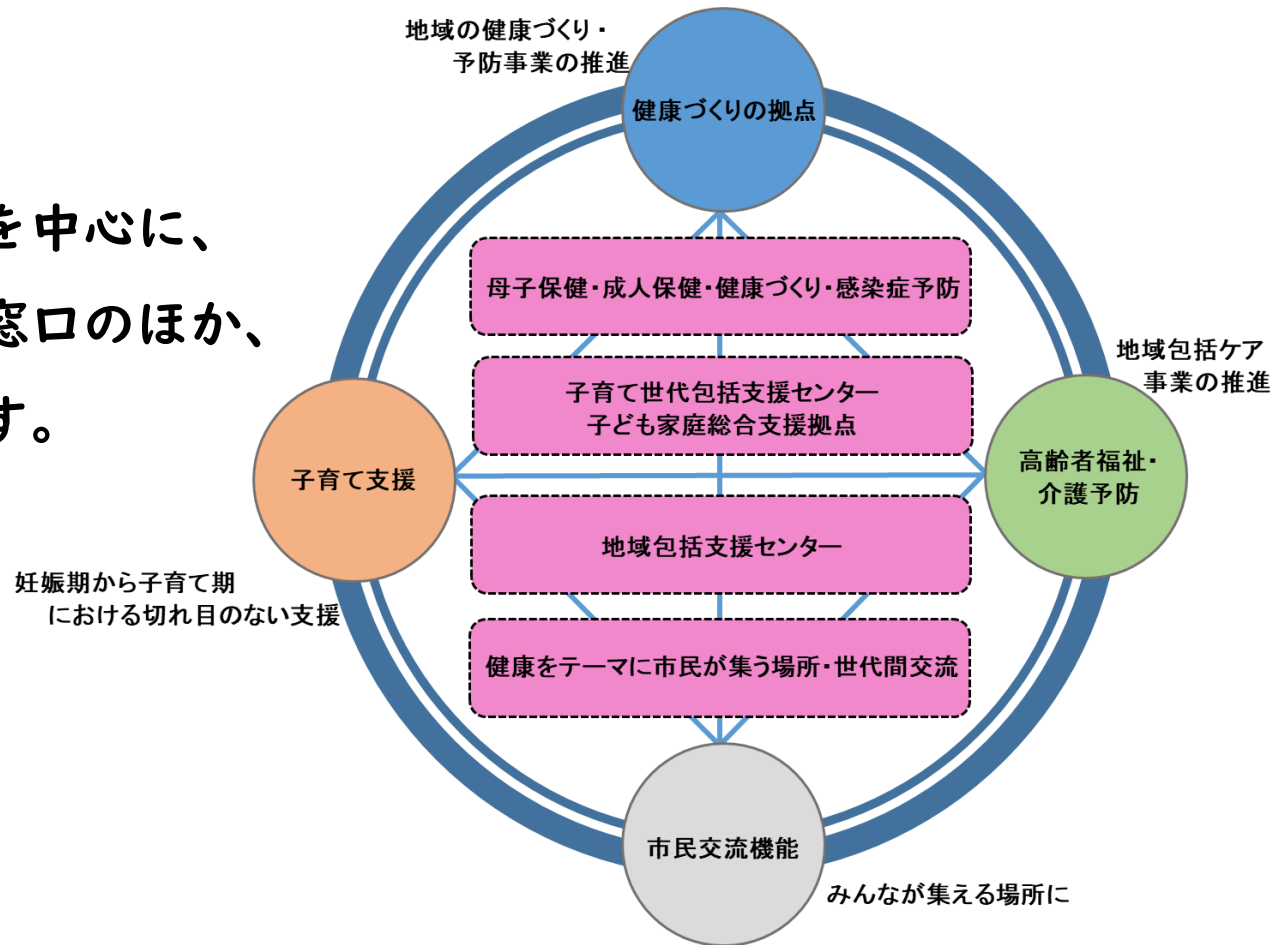 地域の健康づくり・
予防事業の推進
健康づくりの拠点
を中心に、
窓口のほか、
す。
母子保健・成人保健・健康づくり・感染症予防
子育て世代包括支援センター
子ども家庭総合支援拠点
地域包括ケア
事業の推進
子育て支援
高齢者福祉・
介護予防
地域包括支援センター
妊娠期から子育て期
における切れ目のない支援
健康をテーマに市民が集う場所・世代間交流
市民交流機能
みんなが集える場所に